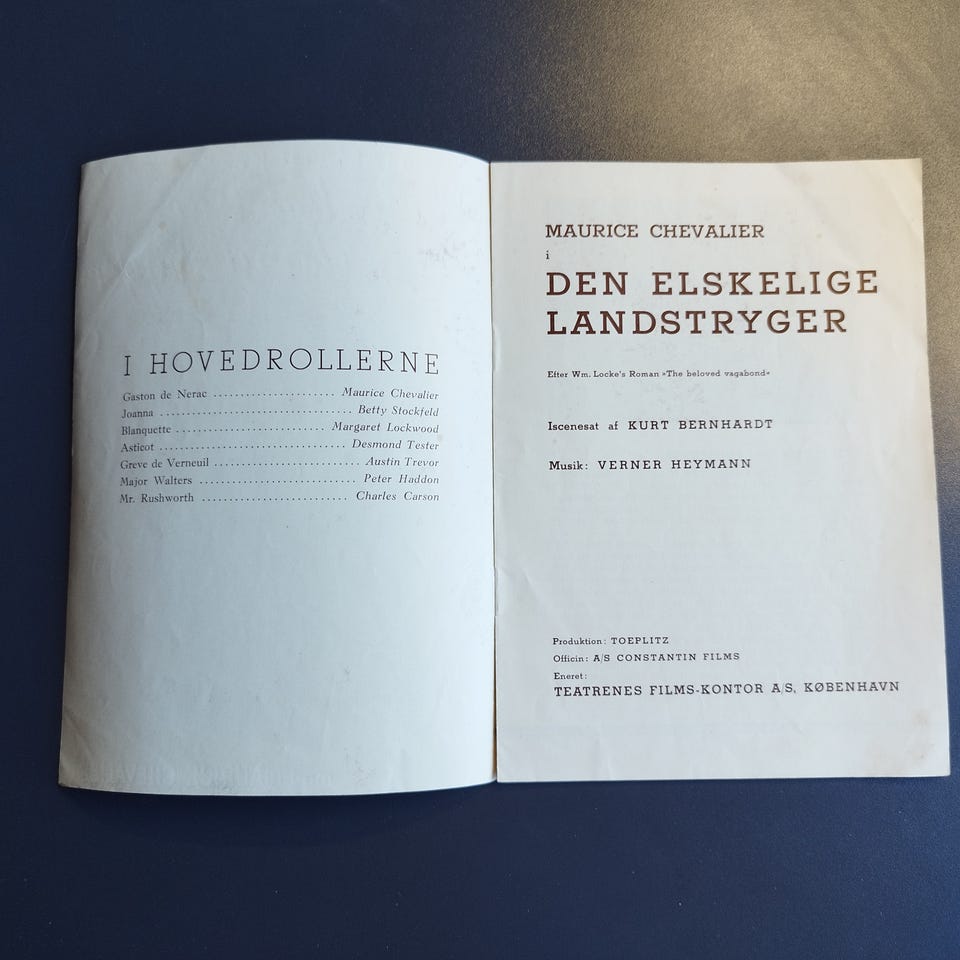 I HOVEDROLLERNE
Gaston de Nerac ..................... Maurice Chevalier
Joanna ................................. Betty Stockfeld
Blanquette ........................... Margaret Lockwood
Asticot ................................ Desmond Tester
Greve de Verneuil ......................... Austin Trevor
Major Walters ........................... Peter Haddon
Mr. Rushworth ......................... Charles Carson
MAURICE CHEVALIER
i
DEN ELSKELIGE
LANDSTRYGER
Efter Wm. Locke's Roman »The beloved vagabond«
Iscenesat af KURT BERNHARDT
Musik: VERNER HEYMANN
Produktion: TOEPLITZ
Officin: A/S CONSTANTIN FILMS
Eneret:
TEATRENES FILMS-KONTOR A/S, KØBENHAVN